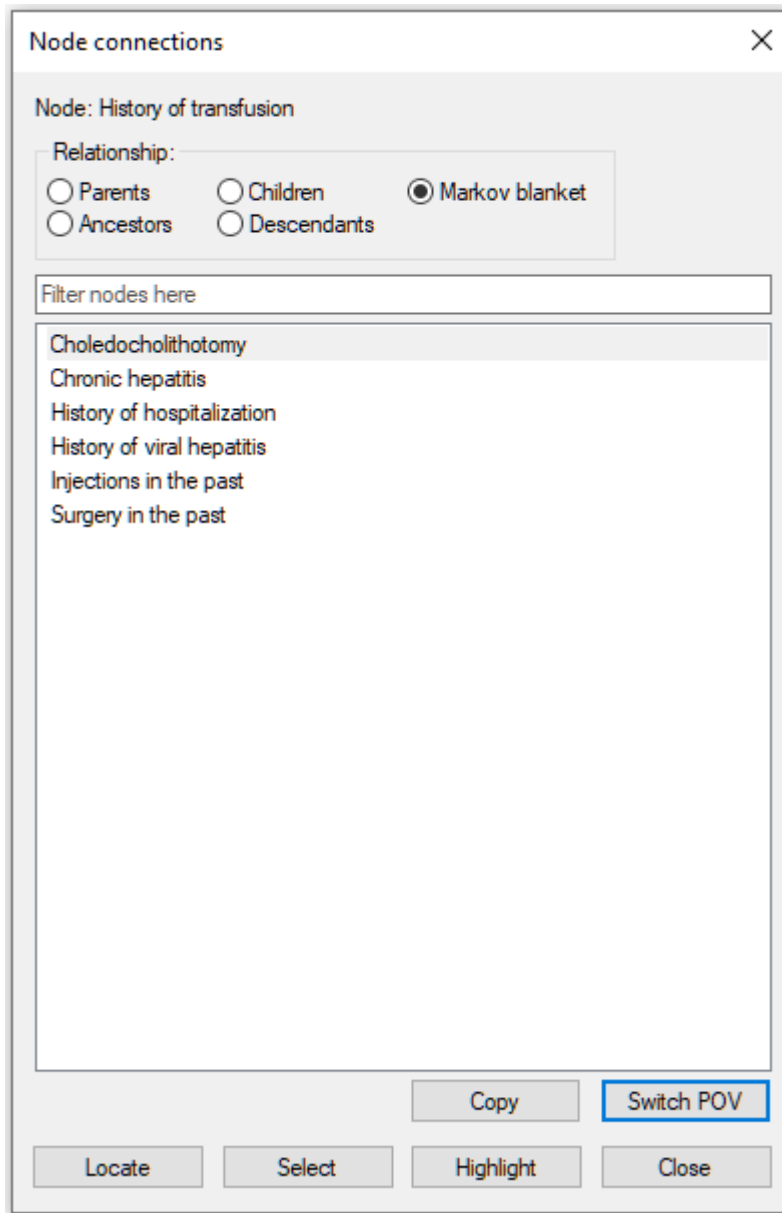 Node connections
Node: History of transfusion
Relationship:
Parents Children Markov blanket
Ancestors Descendants
Filter nodes here
Choledocholithotomy
Chronic hepatitis
History of hospitalization
History of viral hepatitis
Injections in the past
Surgery in the past
Copy Switch POV
Locate Select Highlight Close